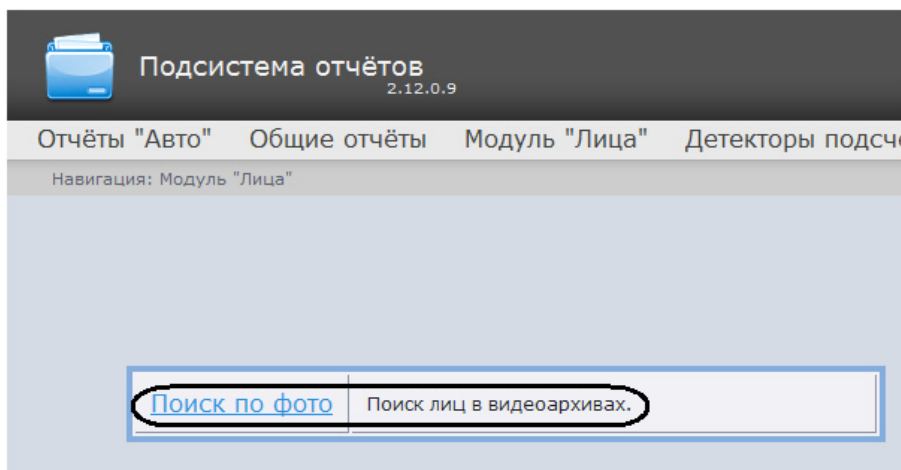 Подсистема отчётов
2.12.0.9
Отчёты "Авто" Общие отчёты Модуль "Лица" Детекторы
Навигация: Модуль "Лица"
Поиск по фото Поиск лиц в видеоархивах.